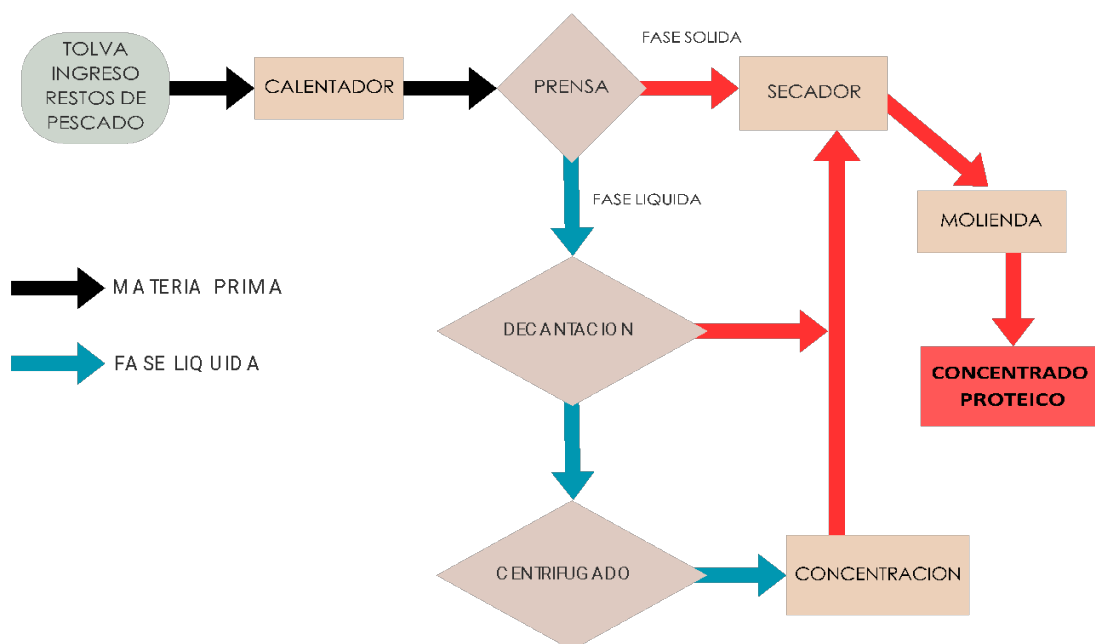 TOLVA
INGRESO
RESTOS DE
PESCADO
CALENTADOR
PRENSA
FASE SOLIDA
SECADOR
FASE LIQUIDA
MOLIENDA
MATERIA PRIMA
DECANTACION
FASE LIQUIDA
CONCENTRADO
PROTEICO
CENTRIFUGADO
CONCENTRACION